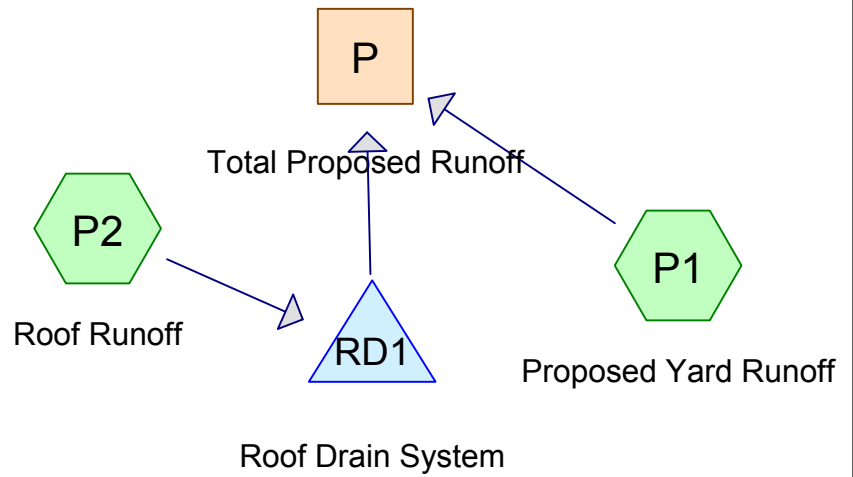 P
Total Proposed Runoff
P2
Roof Runoff
P1
Proposed Yard Runoff
RD1
Roof Drain System